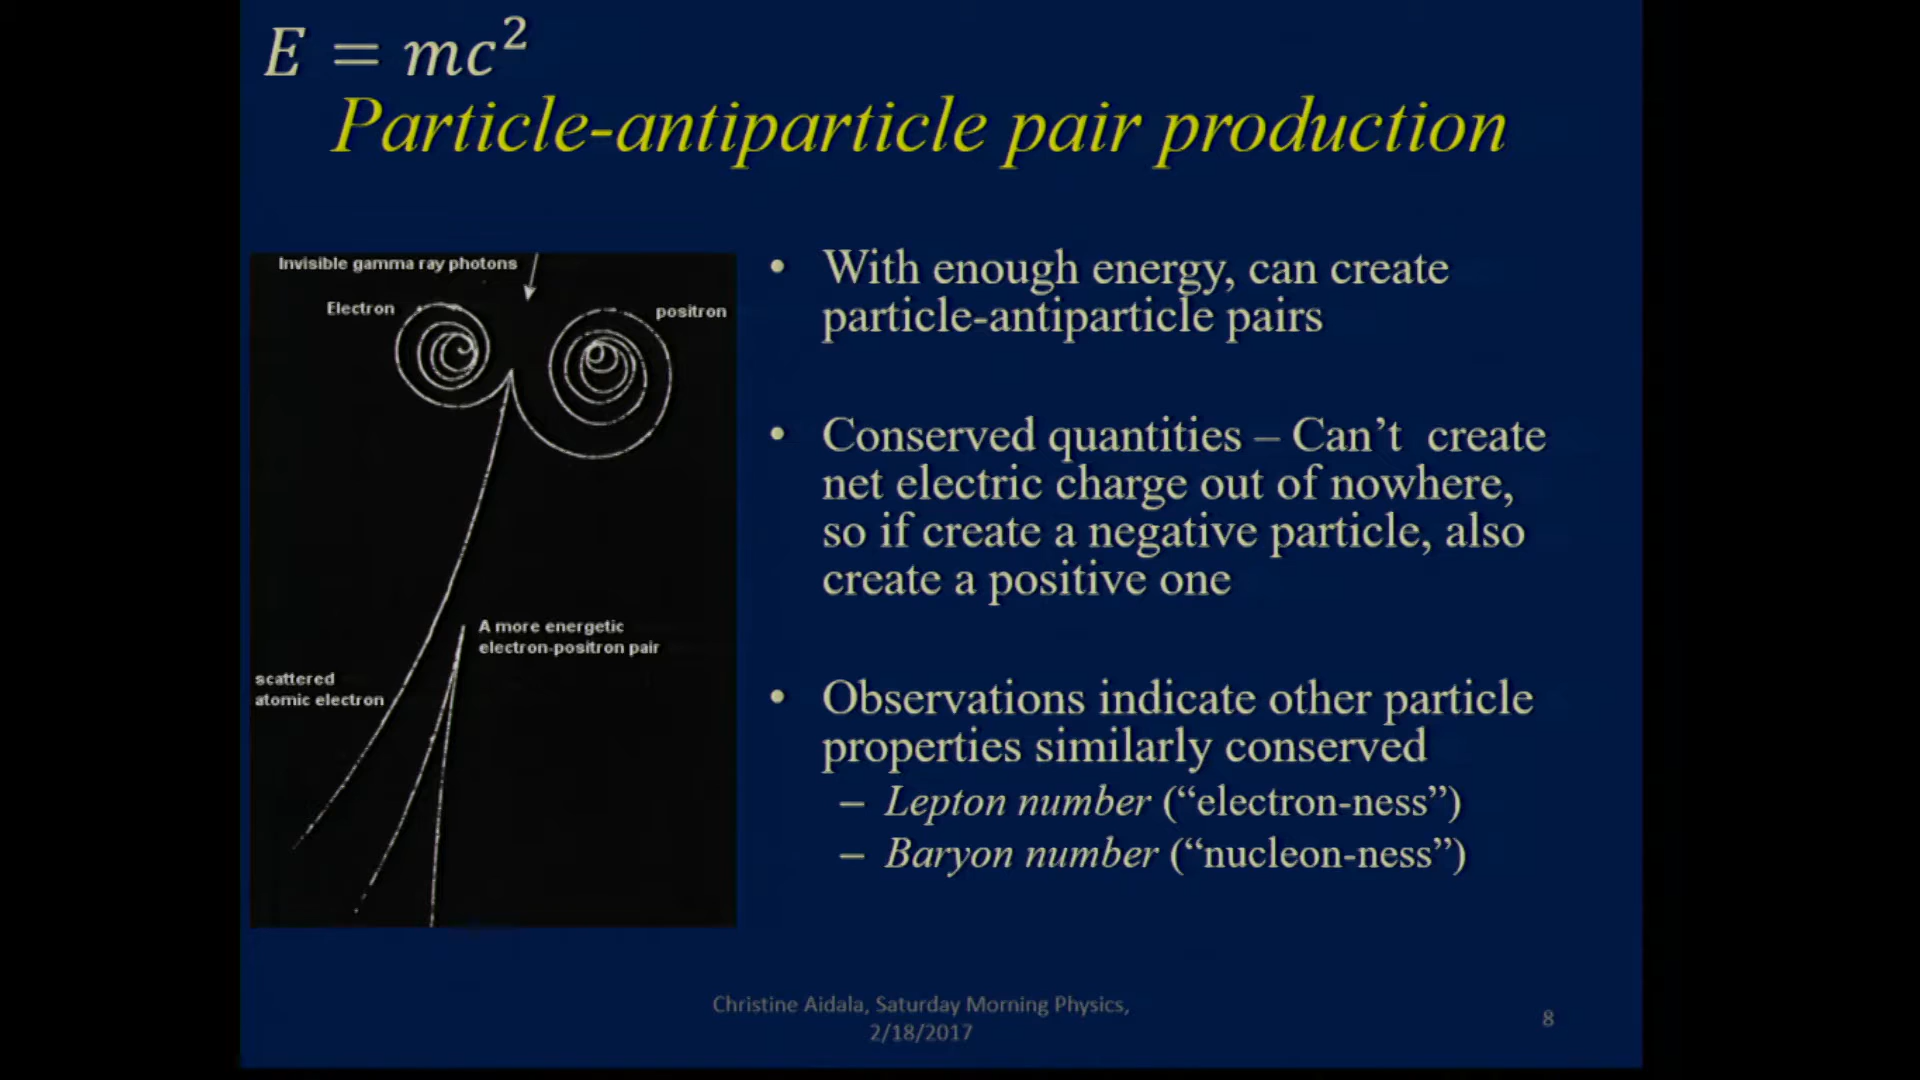 E = mc²
Particle-antiparticle pair production
Invisible gamma ray photons
Electron
positron
A more energetic
electron-positron pair
scattered
atomic electron
• With enough energy, can create
particle-antiparticle pairs
• Conserved quantities – Can’t create
net electric charge out of nowhere,
so if create a negative particle, also
create a positive one
• Observations indicate other particle
properties similarly conserved
– Lepton number (“electron-ness”)
– Baryon number (“nucleon-ness”)
Christine Aidala, Saturday Morning Physics,
2/18/2017
8